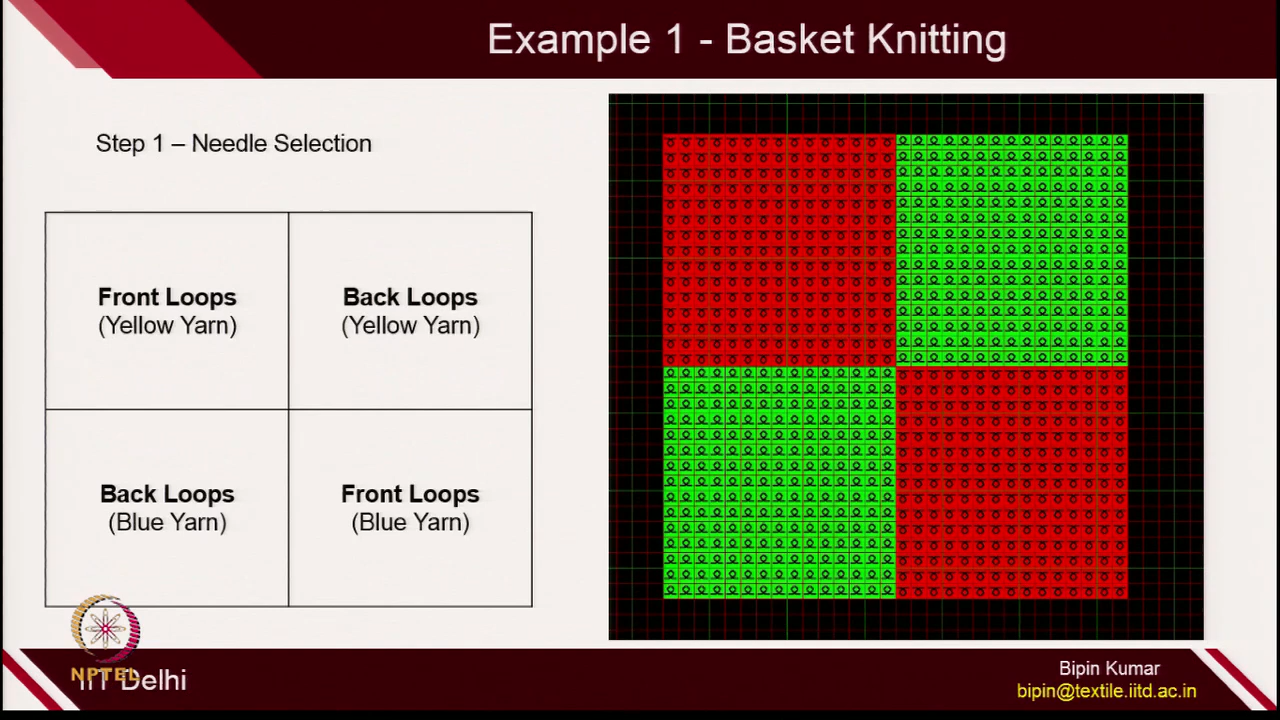 Example 1 - Basket Knitting
Step 1 – Needle Selection
Front Loops
(Yellow Yarn)
Back Loops
(Yellow Yarn)
Back Loops
(Blue Yarn)
Front Loops
(Blue Yarn)
NPTEL
IIT Delhi
Bipin Kumar
bipin@textile.iitd.ac.in